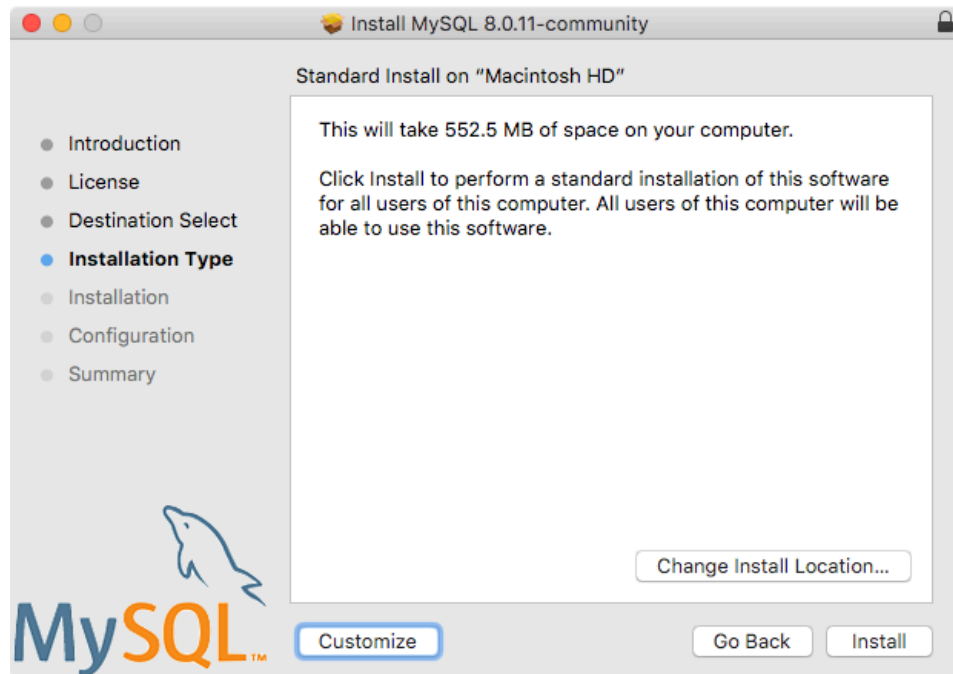 Install MySQL 8.0.11-community
Standard Install on “Macintosh HD”
Introduction
License
Destination Select
Installation Type
Installation
Configuration
Summary
This will take 552.5 MB of space on your computer.
Click Install to perform a standard installation of this software
for all users of this computer. All users of this computer will be
able to use this software.
Change Install Location...
MySQL™
Customize
Go Back
Install